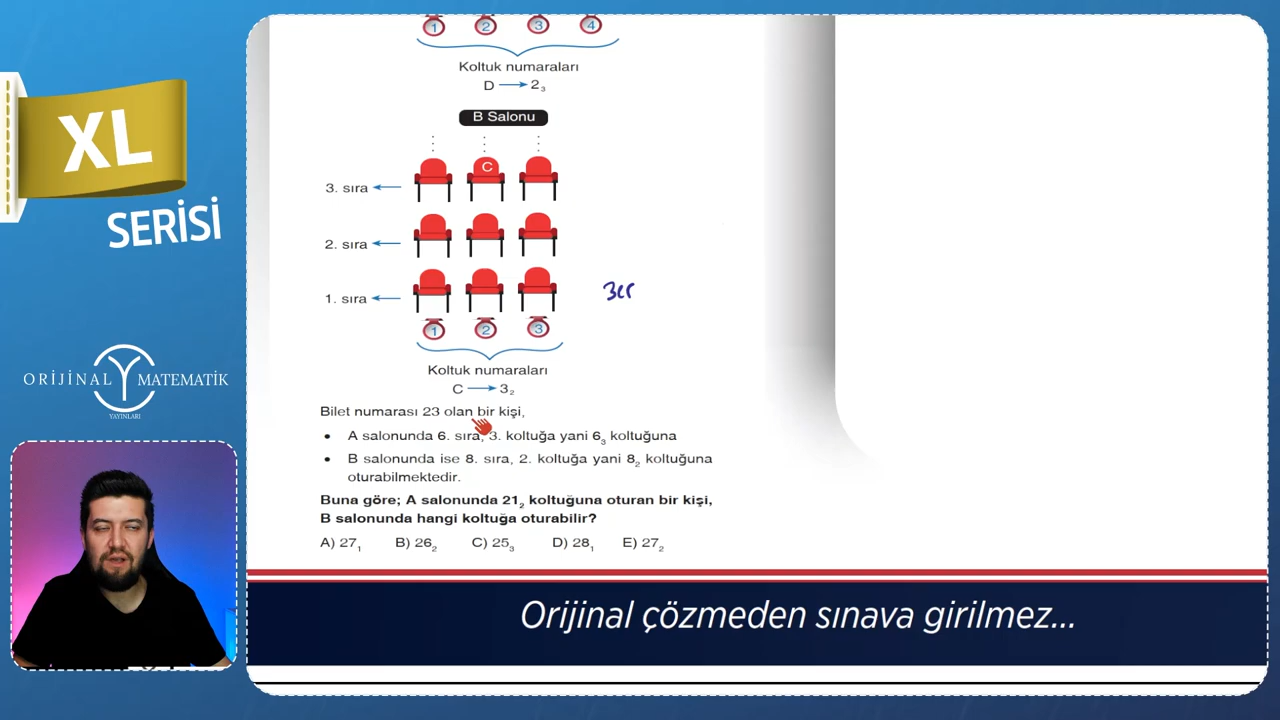 1 2 3 4
Koltuk numaraları
D → 2₃
B Salonu
C
3. sıra
2. sıra
1. sıra
3er
1 2 3
Koltuk numaraları
C → 3₂
Bilet numarası 23 olan bir kişi,
• A salonunda 6. sıra, 3. koltuğa yani 6₃ koltuğuna
• B salonunda ise 8. sıra, 2. koltuğa yani 8₂ koltuğuna
oturabilmektedir.
Buna göre; A salonunda 21₂ koltuğuna oturan bir kişi,
B salonunda hangi koltuğa oturabilir?
A) 27₁ B) 26₂ C) 25₃ D) 28₁ E) 27₂
XL
SERİSİ
ORİJİNAL MATEMATİK
YAYINLARI
Orijinal çözmeden sınava girilmez...